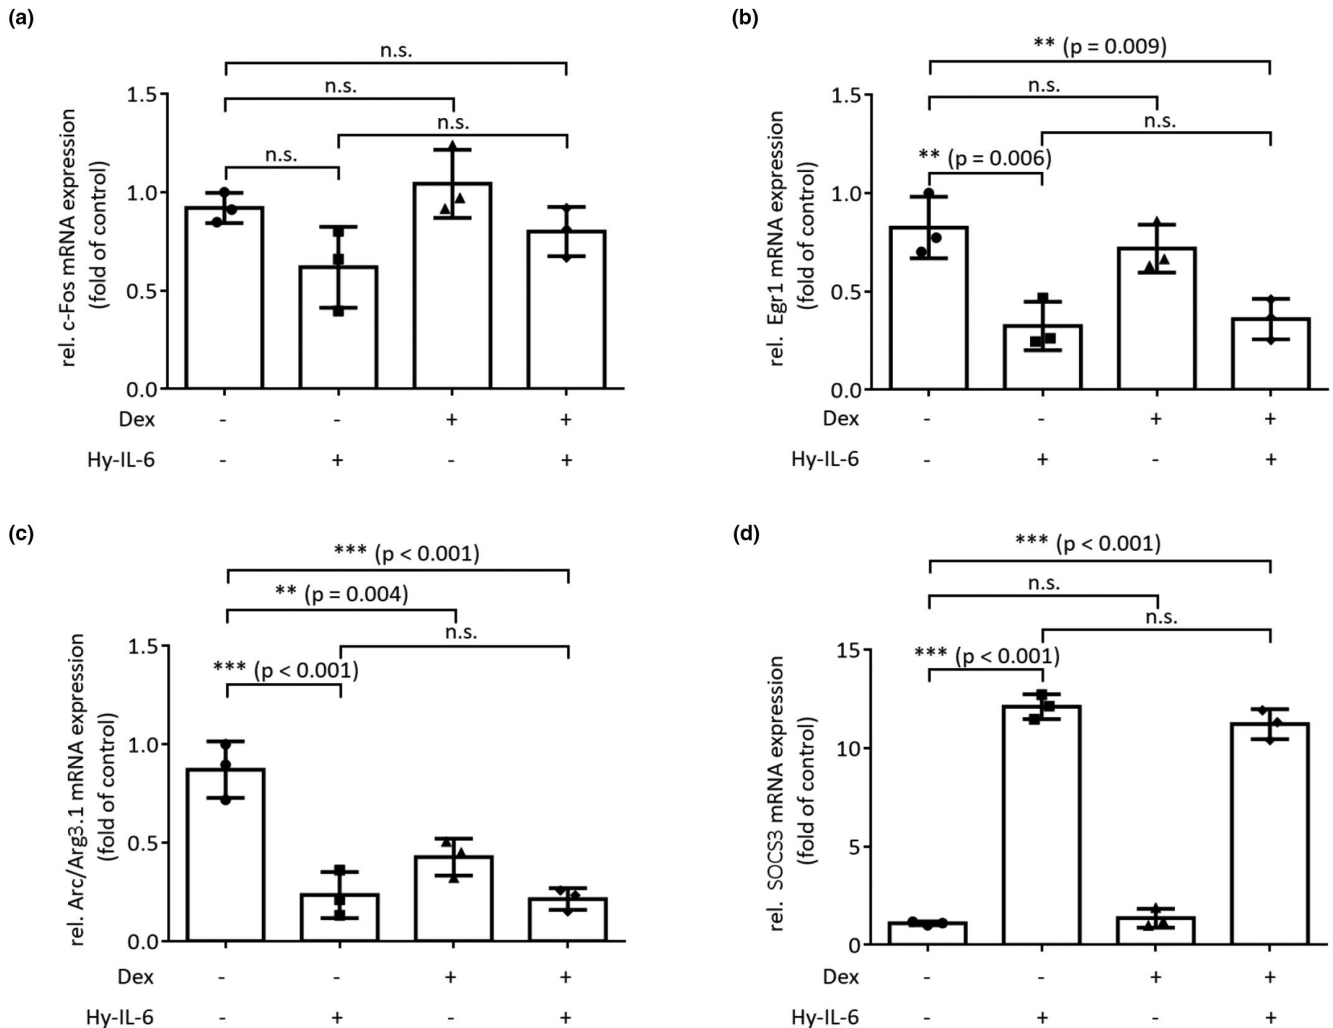 (a)
n.s.
n.s.
n.s.
n.s.
rel. c-Fos mRNA expression
(fold of control)
1.5
1.0
0.5
0.0
Dex - - + +
Hy-IL-6 - + - +
(b)
** (p = 0.009)
n.s.
n.s.
** (p = 0.006)
rel. Egr1 mRNA expression
(fold of control)
1.5
1.0
0.5
0.0
Dex - - + +
Hy-IL-6 - + - +
(c)
*** (p < 0.001)
** (p = 0.004)
n.s.
*** (p < 0.001)
rel. Arc/Arg3.1 mRNA expression
(fold of control)
1.5
1.0
0.5
0.0
Dex - - + +
Hy-IL-6 - + - +
(d)
*** (p < 0.001)
n.s.
n.s.
*** (p < 0.001)
rel. SOCS3 mRNA expression
(fold of control)
15
10
5
0
Dex - - + +
Hy-IL-6 - + - +